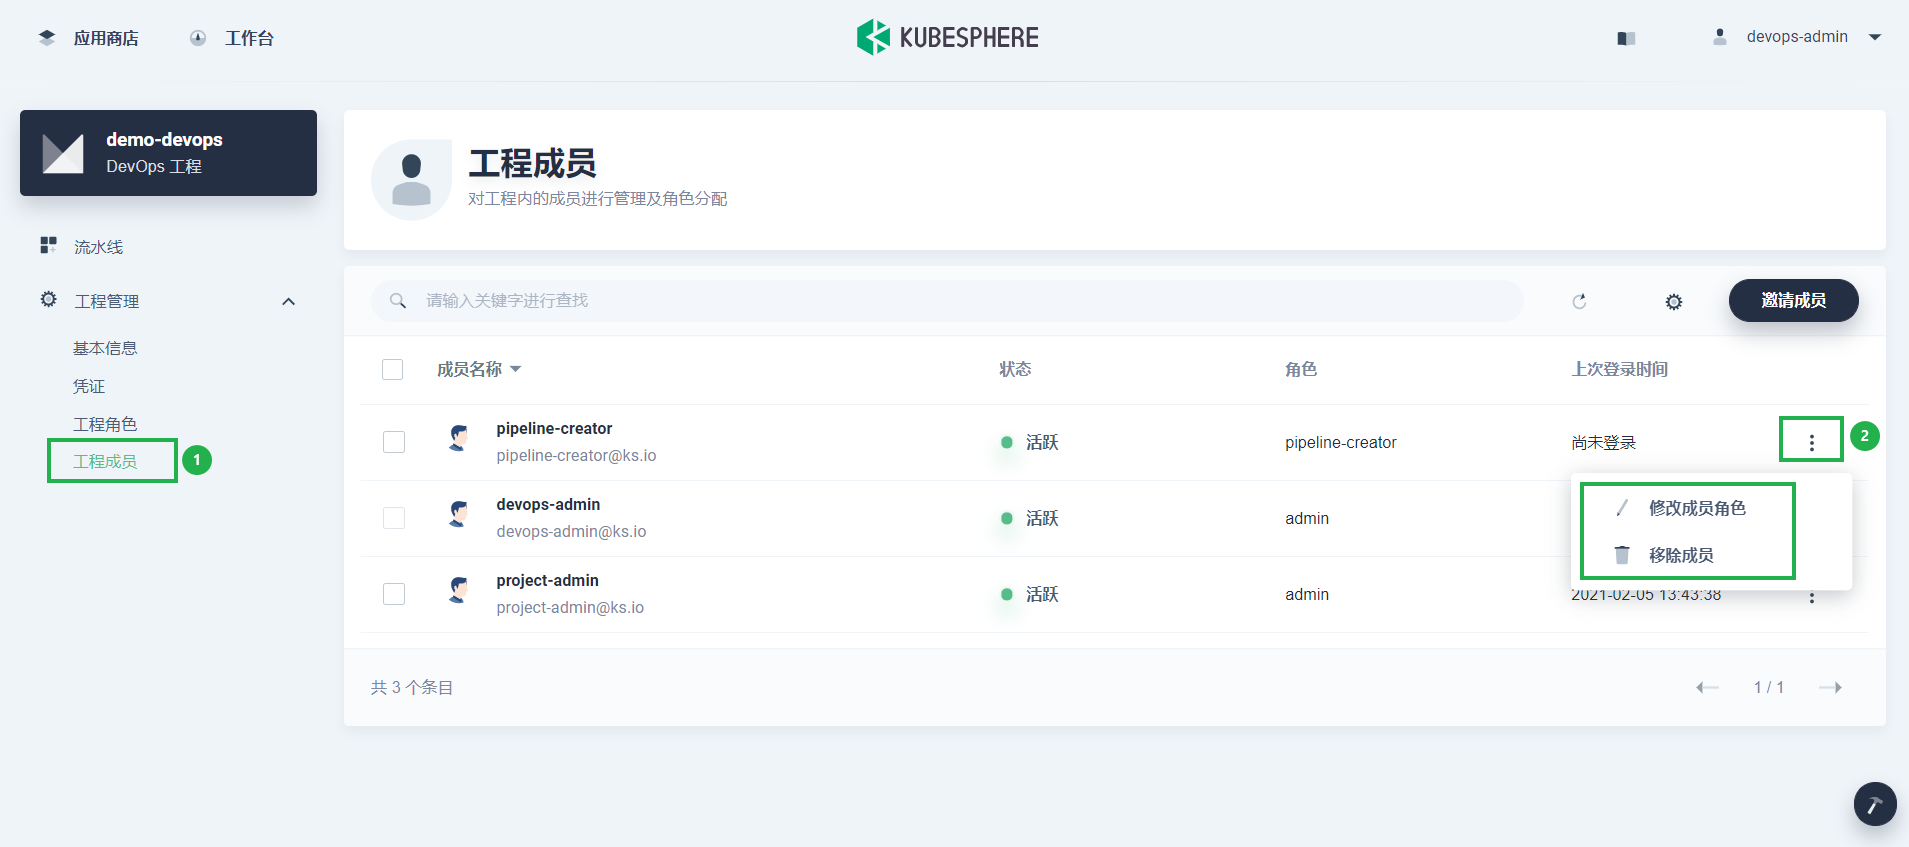 应用商店
工作台
KUBESPHERE
devops-admin
demo-devops
DevOps 工程
流水线
工程管理
基本信息
凭证
工程角色
工程成员
1
工程成员
对工程内的成员进行管理及角色分配
请输入关键字进行查找
邀请成员
成员名称
状态
角色
上次登录时间
pipeline-creator
pipeline-creator@ks.io
活跃
pipeline-creator
尚未登录
2
修改成员角色
移除成员
devops-admin
devops-admin@ks.io
活跃
admin
project-admin
project-admin@ks.io
活跃
admin
2021-02-05 13:43:38
共 3 个条目
1 / 1